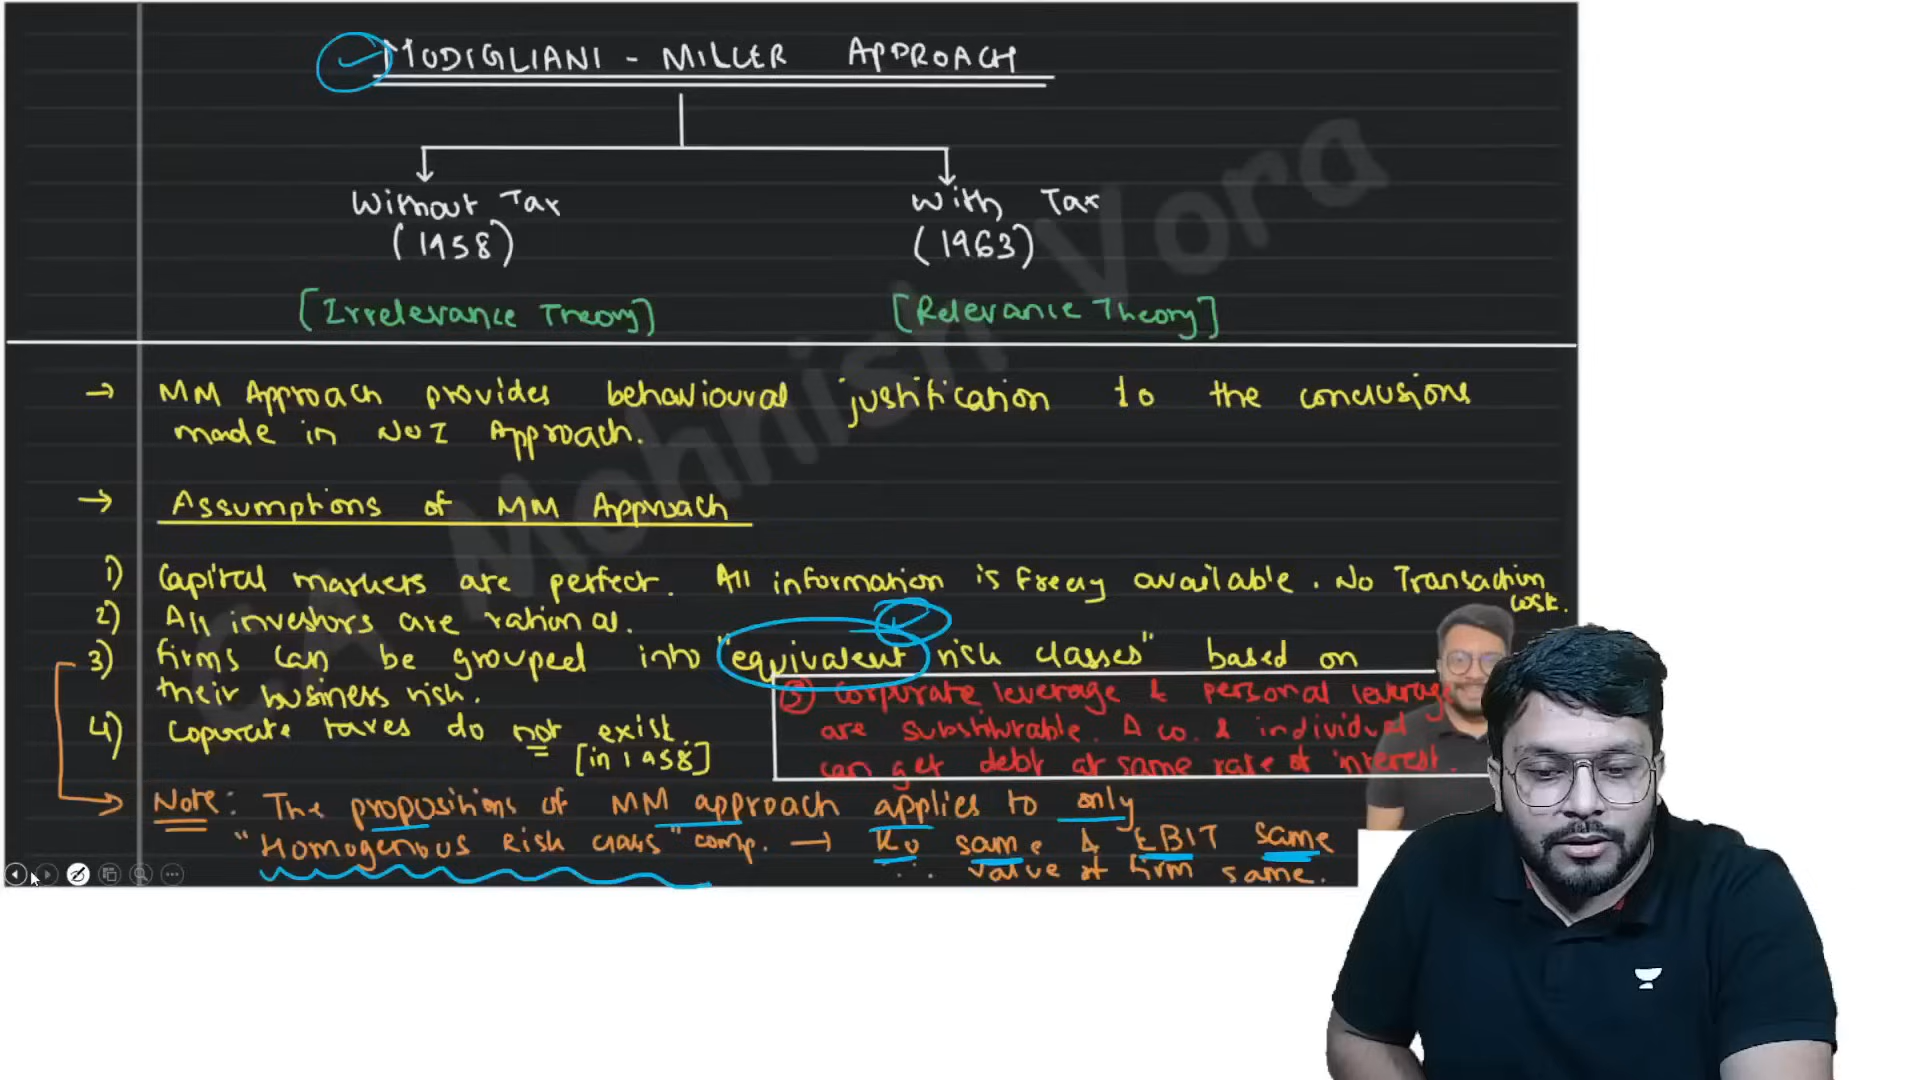 MODIGLIANI - MILLER APPROACH
Without Tax
(1958)
With Tax
(1963)
[Irrelevance Theory]
[Relevance Theory]
→ MM Approach provides behavioural justification to the conclusions
made in NOI Approach.
→ Assumptions of MM Approach
1) Capital markets are perfect. All information is freely available. No Transaction
cost.
2) All investors are rational.
3) Firms can be grouped into "equivalent risk classes" based on
their business risk.
4) Coporate taxes do not exist.
[in 1958]
⑤ Corporate leverage & personal leverage
are substitutable. A co. & individual
can get debt at same rate of interest.
Note: The propositions of MM approach applies to only
"Homogenous Risk class" comp. → Ko same & EBIT same
∴ value of firm same.
CA Mohnish Vora